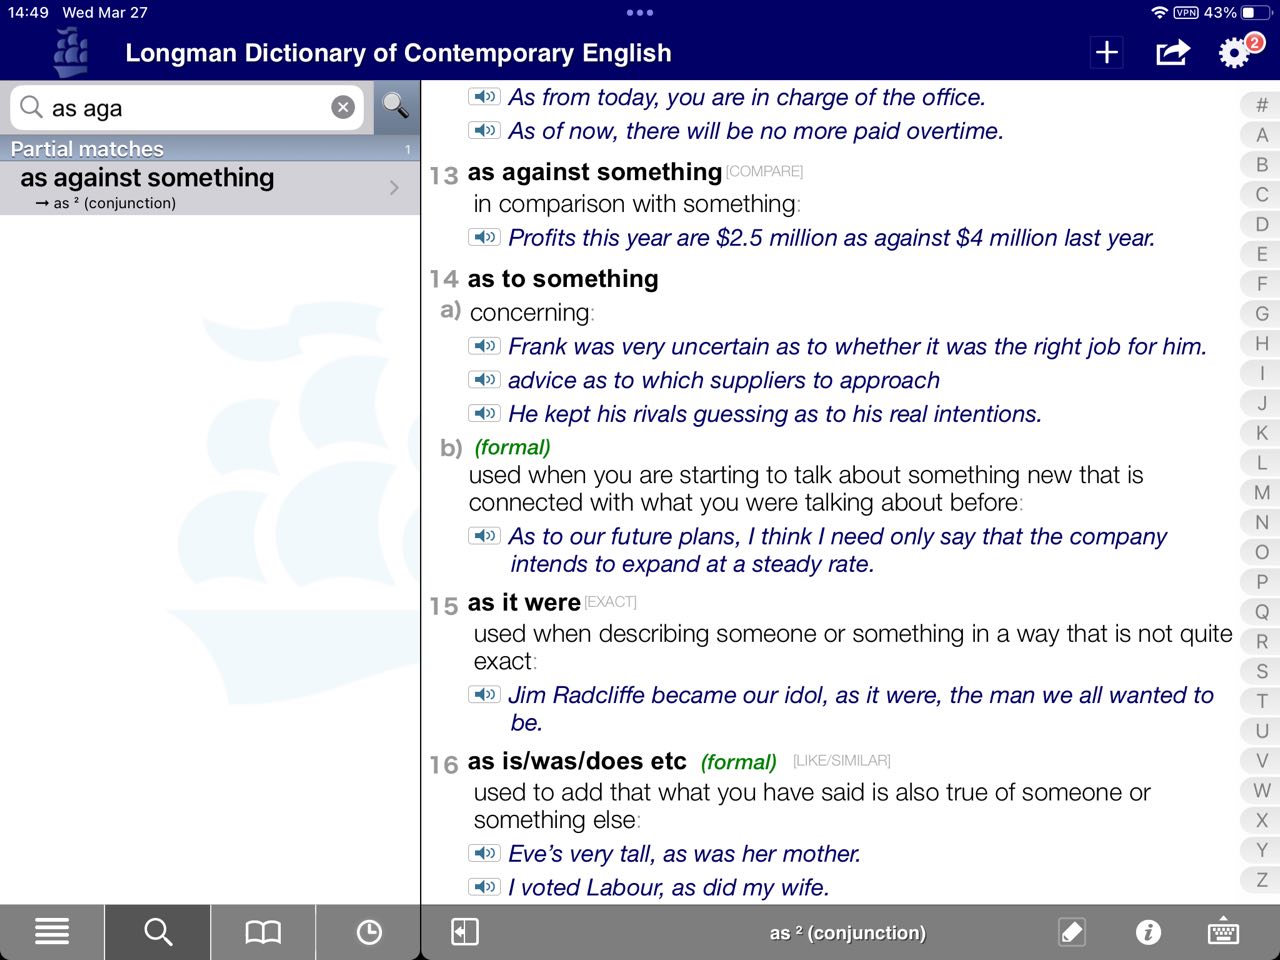 14:49 Wed Mar 27
VPN 43%
Longman Dictionary of Contemporary English
2
as aga
Partial matches 1
as against something
→ as ² (conjunction)
As from today, you are in charge of the office.
As of now, there will be no more paid overtime.
13 as against something [COMPARE]
in comparison with something:
Profits this year are $2.5 million as against $4 million last year.
14 as to something
a) concerning:
Frank was very uncertain as to whether it was the right job for him.
advice as to which suppliers to approach
He kept his rivals guessing as to his real intentions.
b) (formal)
used when you are starting to talk about something new that is
connected with what you were talking about before:
As to our future plans, I think I need only say that the company
intends to expand at a steady rate.
15 as it were [EXACT]
used when describing someone or something in a way that is not quite
exact:
Jim Radcliffe became our idol, as it were, the man we all wanted to
be.
16 as is/was/does etc (formal) [LIKE/SIMILAR]
used to add that what you have said is also true of someone or
something else:
Eve's very tall, as was her mother.
I voted Labour, as did my wife.
#
A
B
C
D
E
F
G
H
I
J
K
L
M
N
O
P
Q
R
S
T
U
V
W
X
Y
Z
as ² (conjunction)